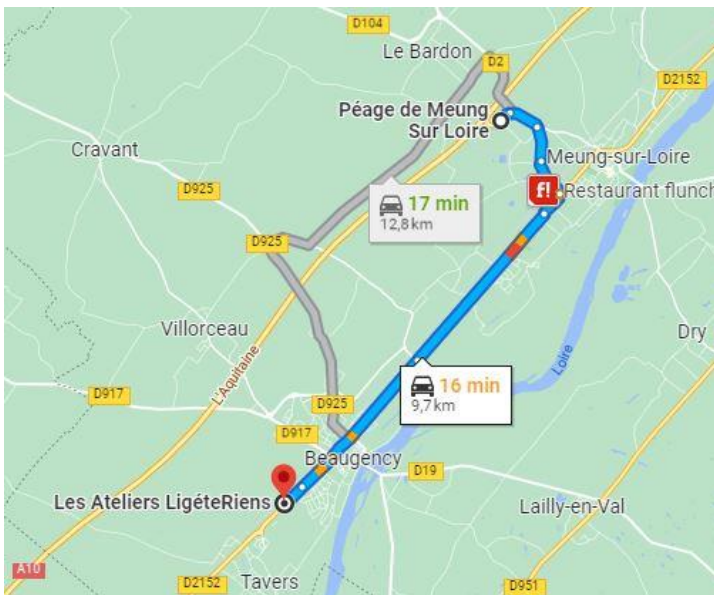 D104
Le Bardon
D2
D2152
Péage de Meung
Sur Loire
Cravant
Meung-sur-Loire
D925
f!
Restaurant flunch
17 min
12,8 km
D925
Villorceau
L'Aquitaine
Loire
Dry
16 min
9,7 km
D917
D925
D917
Beaugency
D19
Les Ateliers LigéteRiens
Lailly-en-Val
A10
D2152
Tavers
D951